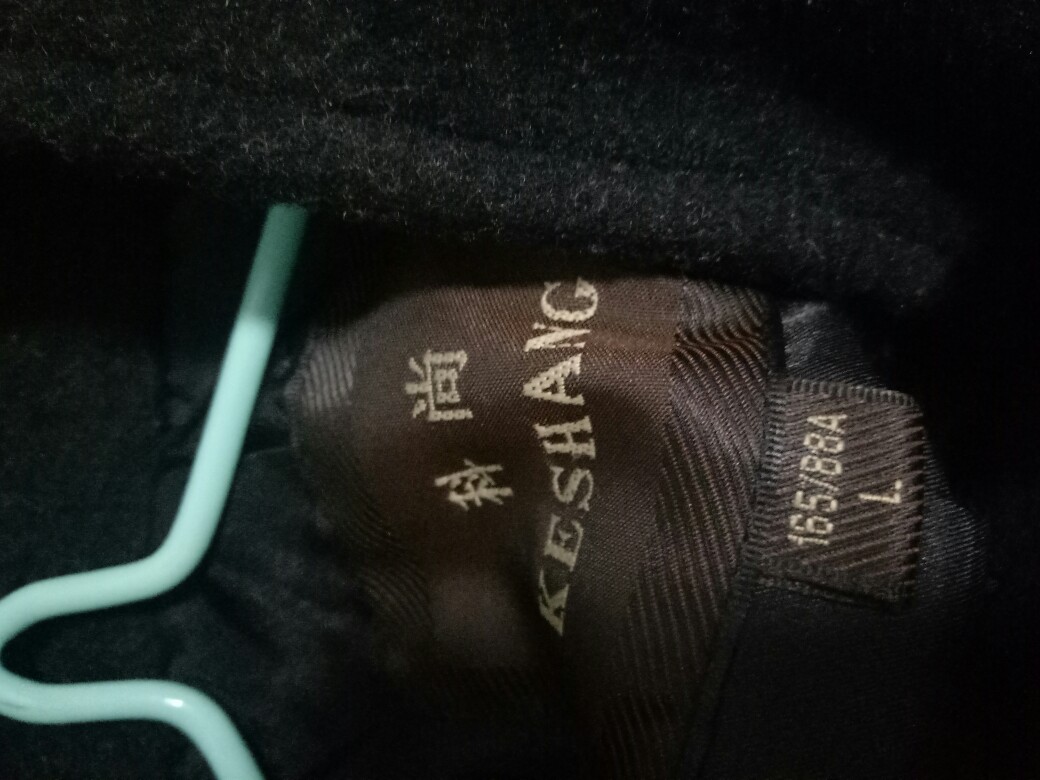 科尚
KESHANG
165/88A
L